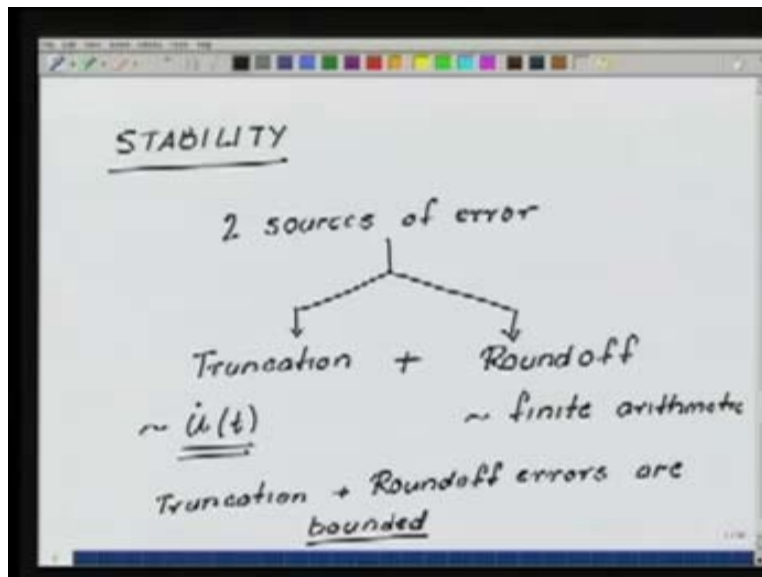 STABILITY
2 sources of error
Truncation + Roundoff
~ u̇(t) ~ finite arithmetic
Truncation + Roundoff errors are
bounded